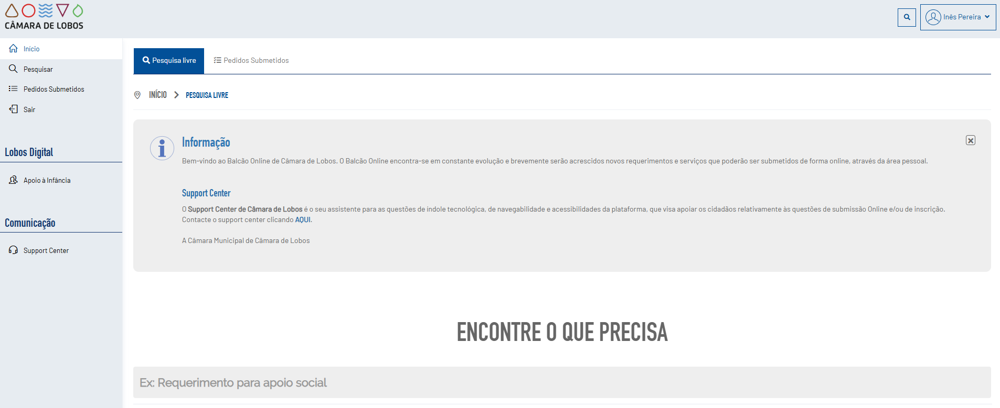 CÂMARA DE LOBOS
Inês Pereira
Início
Pesquisar
Pedidos Submetidos
Sair
Lobos Digital
Apoio à Infância
Comunicação
Support Center
Pesquisa livre
Pedidos Submetidos
INÍCIO
PESQUISA LIVRE
Informação
Bem-vindo ao Balcão Online de Câmara de Lobos. O Balcão Online encontra-se em constante evolução e brevemente serão acrescidos novos requerimentos e serviços que poderão ser submetidos de forma online, através da área pessoal.
Support Center
O Support Center de Câmara de Lobos é o seu assistente para as questões de índole tecnológica, de navegabilidade e acessibilidades da plataforma, que visa apoiar os cidadãos relativamente às questões de submissão Online e/ou de inscrição.
Contacte o support center clicando AQUI.
A Câmara Municipal de Câmara de Lobos
ENCONTRE O QUE PRECISA
Ex: Requerimento para apoio social